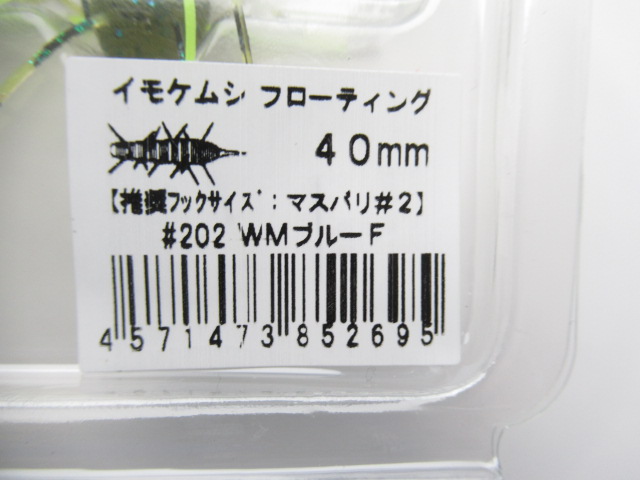 イモケムシ フローティング
40mm
【推奨フックサイズ：マスバリ#2】
#202 WMブルーF
4571473852695